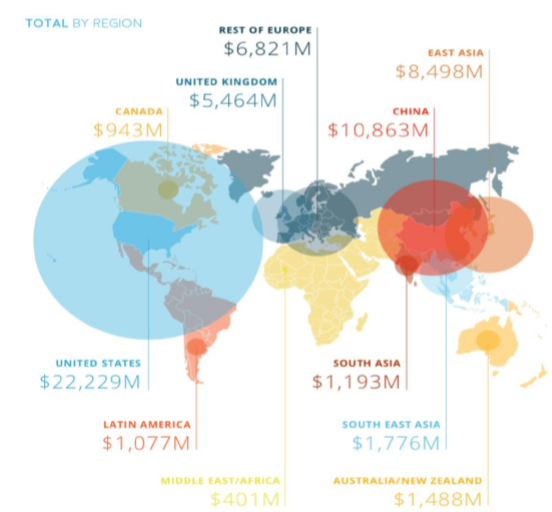 TOTAL BY REGION
REST OF EUROPE
$6,821M
EAST ASIA
$8,498M
UNITED KINGDOM
$5,464M
CANADA
$943M
CHINA
$10,863M
UNITED STATES
$22,229M
SOUTH ASIA
$1,193M
LATIN AMERICA
$1,077M
SOUTH EAST ASIA
$1,776M
MIDDLE EAST/AFRICA
$401M
AUSTRALIA/NEW ZEALAND
$1,488M